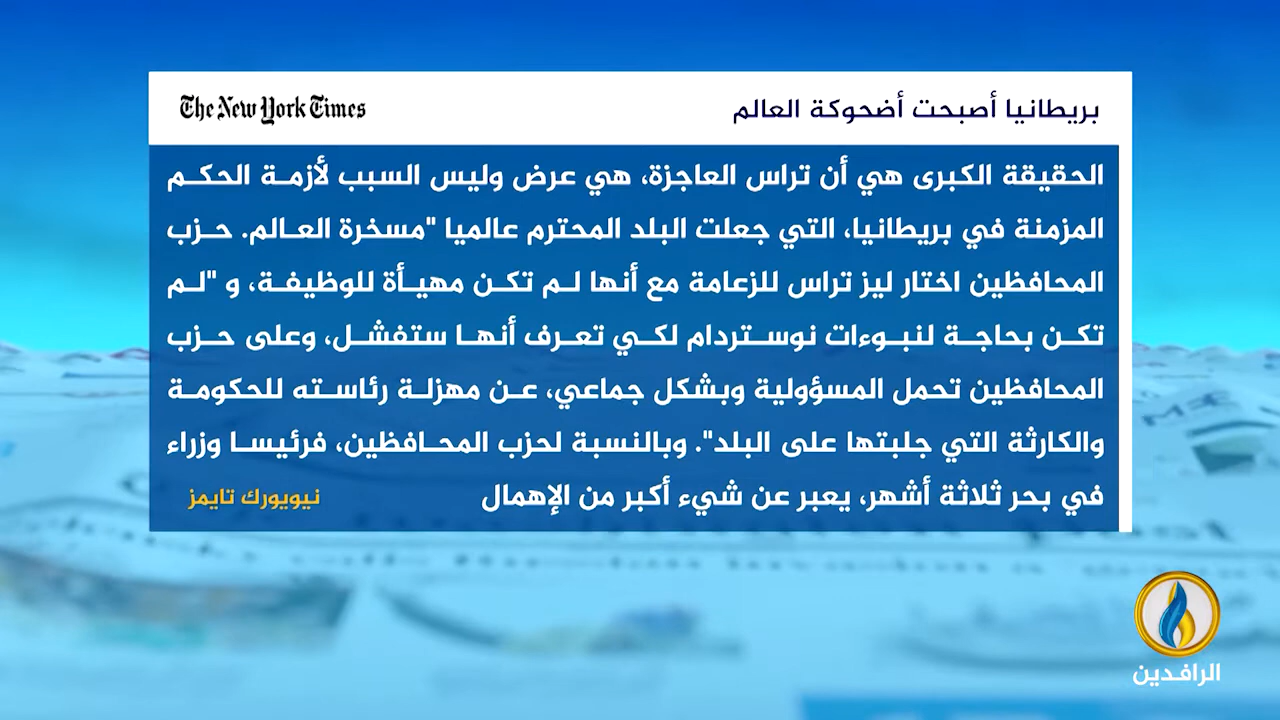 بريطانيا أصبحت أضحوكة العالم
The New York Times
الحقيقة الكبرى هي أن تراس العاجزة، هي عرض وليس السبب لأزمة الحكم
المزمنة في بريطانيا، التي جعلت البلد المحترم عالميا "مسخرة العالم. حزب
المحافظين اختار ليز تراس للزعامة مع أنها لم تكن مهيأة للوظيفة، و "لم
تكن بحاجة لنبوءات نوستردام لكي تعرف أنها ستفشل، وعلى حزب
المحافظين تحمل المسؤولية وبشكل جماعي، عن مهزلة رئاسته للحكومة
والكارثة التي جلبتها على البلد". وبالنسبة لحزب المحافظين، فرئيسا وزراء
في بحر ثلاثة أشهر، يعبر عن شيء أكبر من الإهمال
نيويورك تايمز
الرافدين